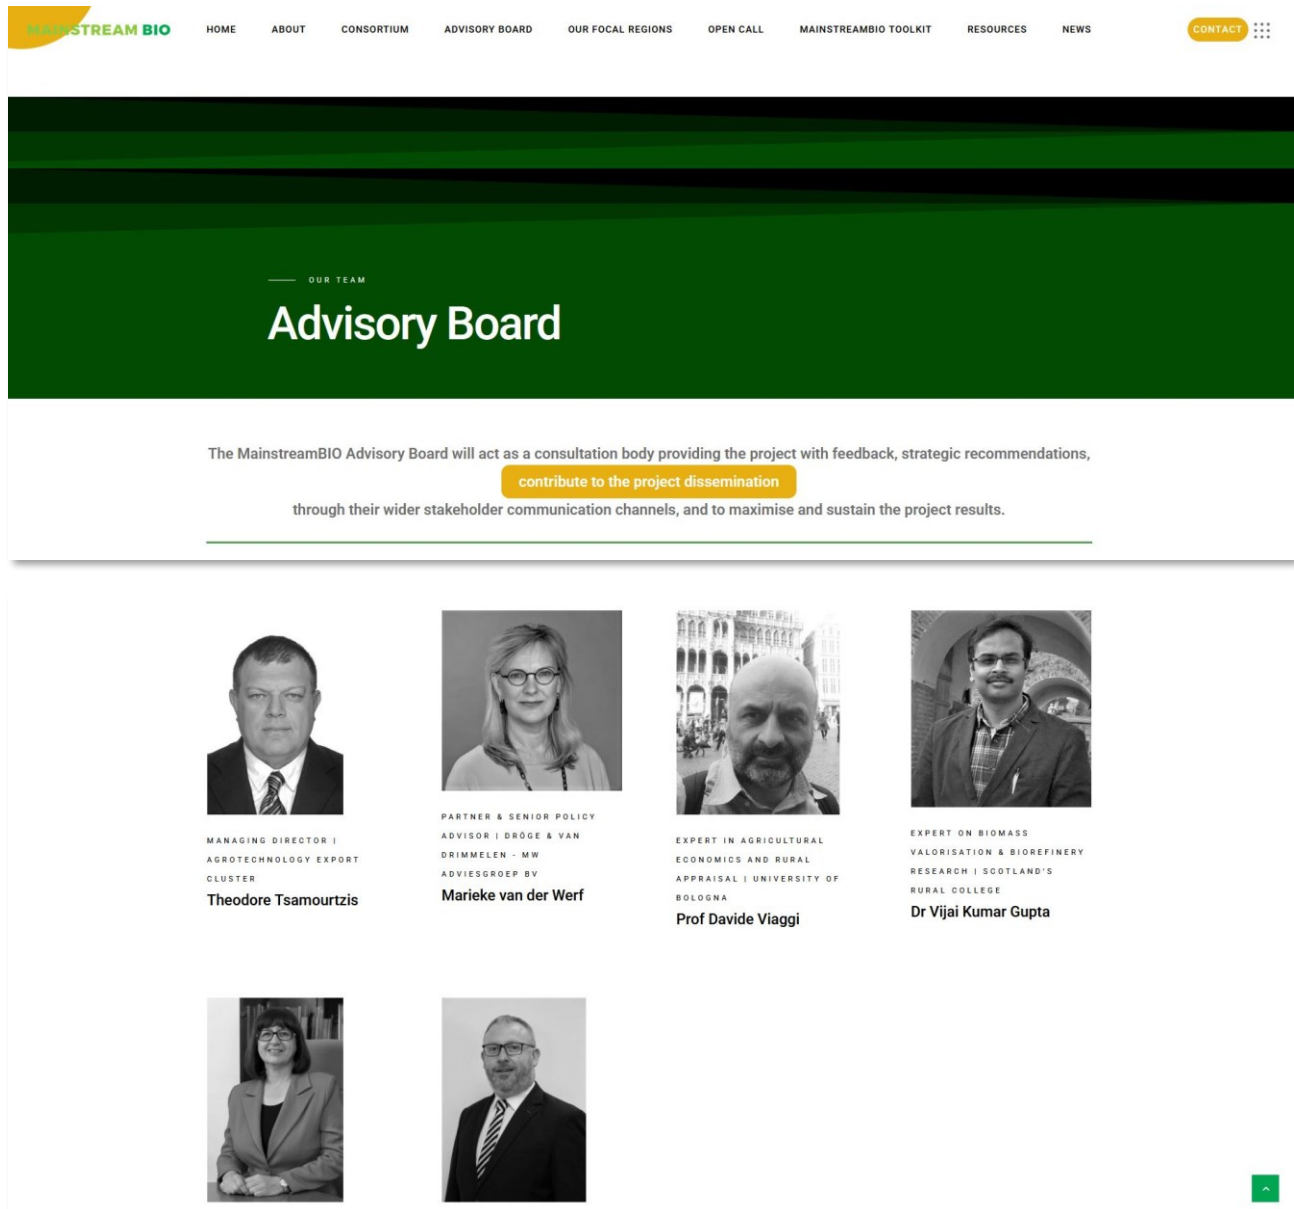 MAINSTREAM BIO
HOME
ABOUT
CONSORTIUM
ADVISORY BOARD
OUR FOCAL REGIONS
OPEN CALL
MAINSTREAMBIO TOOLKIT
RESOURCES
NEWS
CONTACT
OUR TEAM
Advisory Board
The MainstreamBIO Advisory Board will act as a consultation body providing the project with feedback, strategic recommendations,
contribute to the project dissemination
through their wider stakeholder communication channels, and to maximise and sustain the project results.
MANAGING DIRECTOR |
AGROTECHNOLOGY EXPORT
CLUSTER
Theodore Tsamourtzis
PARTNER & SENIOR POLICY
ADVISOR | DRÖGE & VAN
DRIMMELEN - MW
ADVIESGROEP BV
Marieke van der Werf
EXPERT IN AGRICULTURAL
ECONOMICS AND RURAL
APPRAISAL | UNIVERSITY OF
BOLOGNA
Prof Davide Viaggi
EXPERT ON BIOMASS
VALORISATION & BIOREFINERY
RESEARCH | SCOTLAND'S
RURAL COLLEGE
Dr Vijai Kumar Gupta